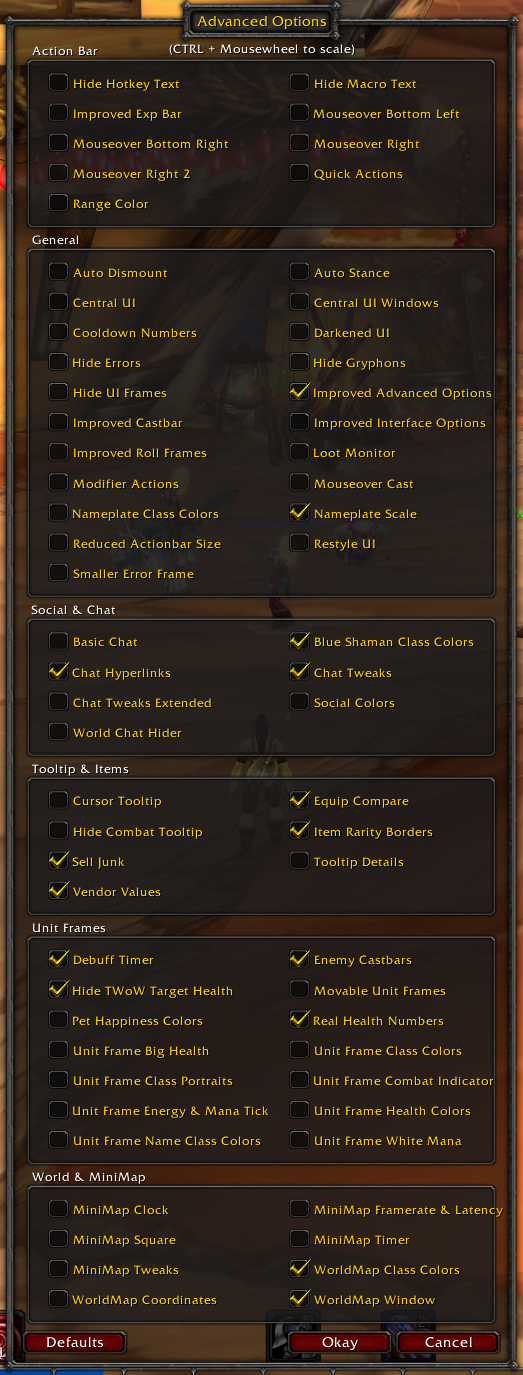 Advanced Options
(CTRL + Mousewheel to scale)
Action Bar
Hide Hotkey Text
Hide Macro Text
Improved Exp Bar
Mouseover Bottom Left
Mouseover Bottom Right
Mouseover Right
Mouseover Right 2
Quick Actions
Range Color
General
Auto Dismount
Auto Stance
Central UI
Central UI Windows
Cooldown Numbers
Darkened UI
Hide Errors
Hide Gryphons
Hide UI Frames
Improved Advanced Options
Improved Castbar
Improved Interface Options
Improved Roll Frames
Loot Monitor
Modifier Actions
Mouseover Cast
Nameplate Class Colors
Nameplate Scale
Reduced Actionbar Size
Restyle UI
Smaller Error Frame
Social & Chat
Basic Chat
Blue Shaman Class Colors
Chat Hyperlinks
Chat Tweaks
Chat Tweaks Extended
Social Colors
World Chat Hider
Tooltip & Items
Cursor Tooltip
Equip Compare
Hide Combat Tooltip
Item Rarity Borders
Sell Junk
Tooltip Details
Vendor Values
Unit Frames
Debuff Timer
Enemy Castbars
Hide TWoW Target Health
Movable Unit Frames
Pet Happiness Colors
Real Health Numbers
Unit Frame Big Health
Unit Frame Class Colors
Unit Frame Class Portraits
Unit Frame Combat Indicator
Unit Frame Energy & Mana Tick
Unit Frame Health Colors
Unit Frame Name Class Colors
Unit Frame White Mana
World & MiniMap
MiniMap Clock
MiniMap Framerate & Latency
MiniMap Square
MiniMap Timer
MiniMap Tweaks
WorldMap Class Colors
WorldMap Coordinates
WorldMap Window
Defaults
Okay
Cancel